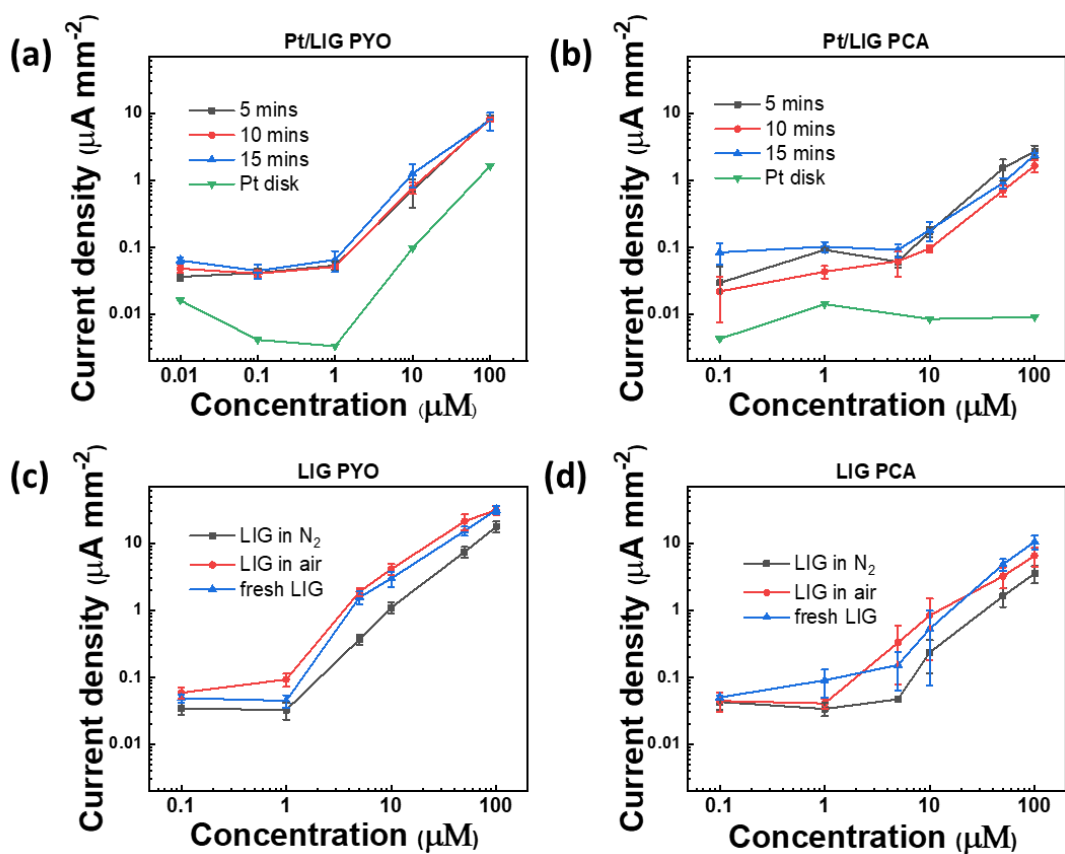 (a)
Pt/LIG PYO
Current density (μA mm-2)
10
1
0.1
0.01
5 mins
10 mins
15 mins
Pt disk
0.01 0.1 1 10 100
Concentration (μM)
(b)
Pt/LIG PCA
Current density (μA mm-2)
10
1
0.1
0.01
5 mins
10 mins
15 mins
Pt disk
0.1 1 10 100
Concentration (μM)
(c)
LIG PYO
Current density (μA mm-2)
10
1
0.1
0.01
LIG in N2
LIG in air
fresh LIG
0.1 1 10 100
Concentration (μM)
(d)
LIG PCA
Current density (μA mm-2)
10
1
0.1
0.01
LIG in N2
LIG in air
fresh LIG
0.1 1 10 100
Concentration (μM)